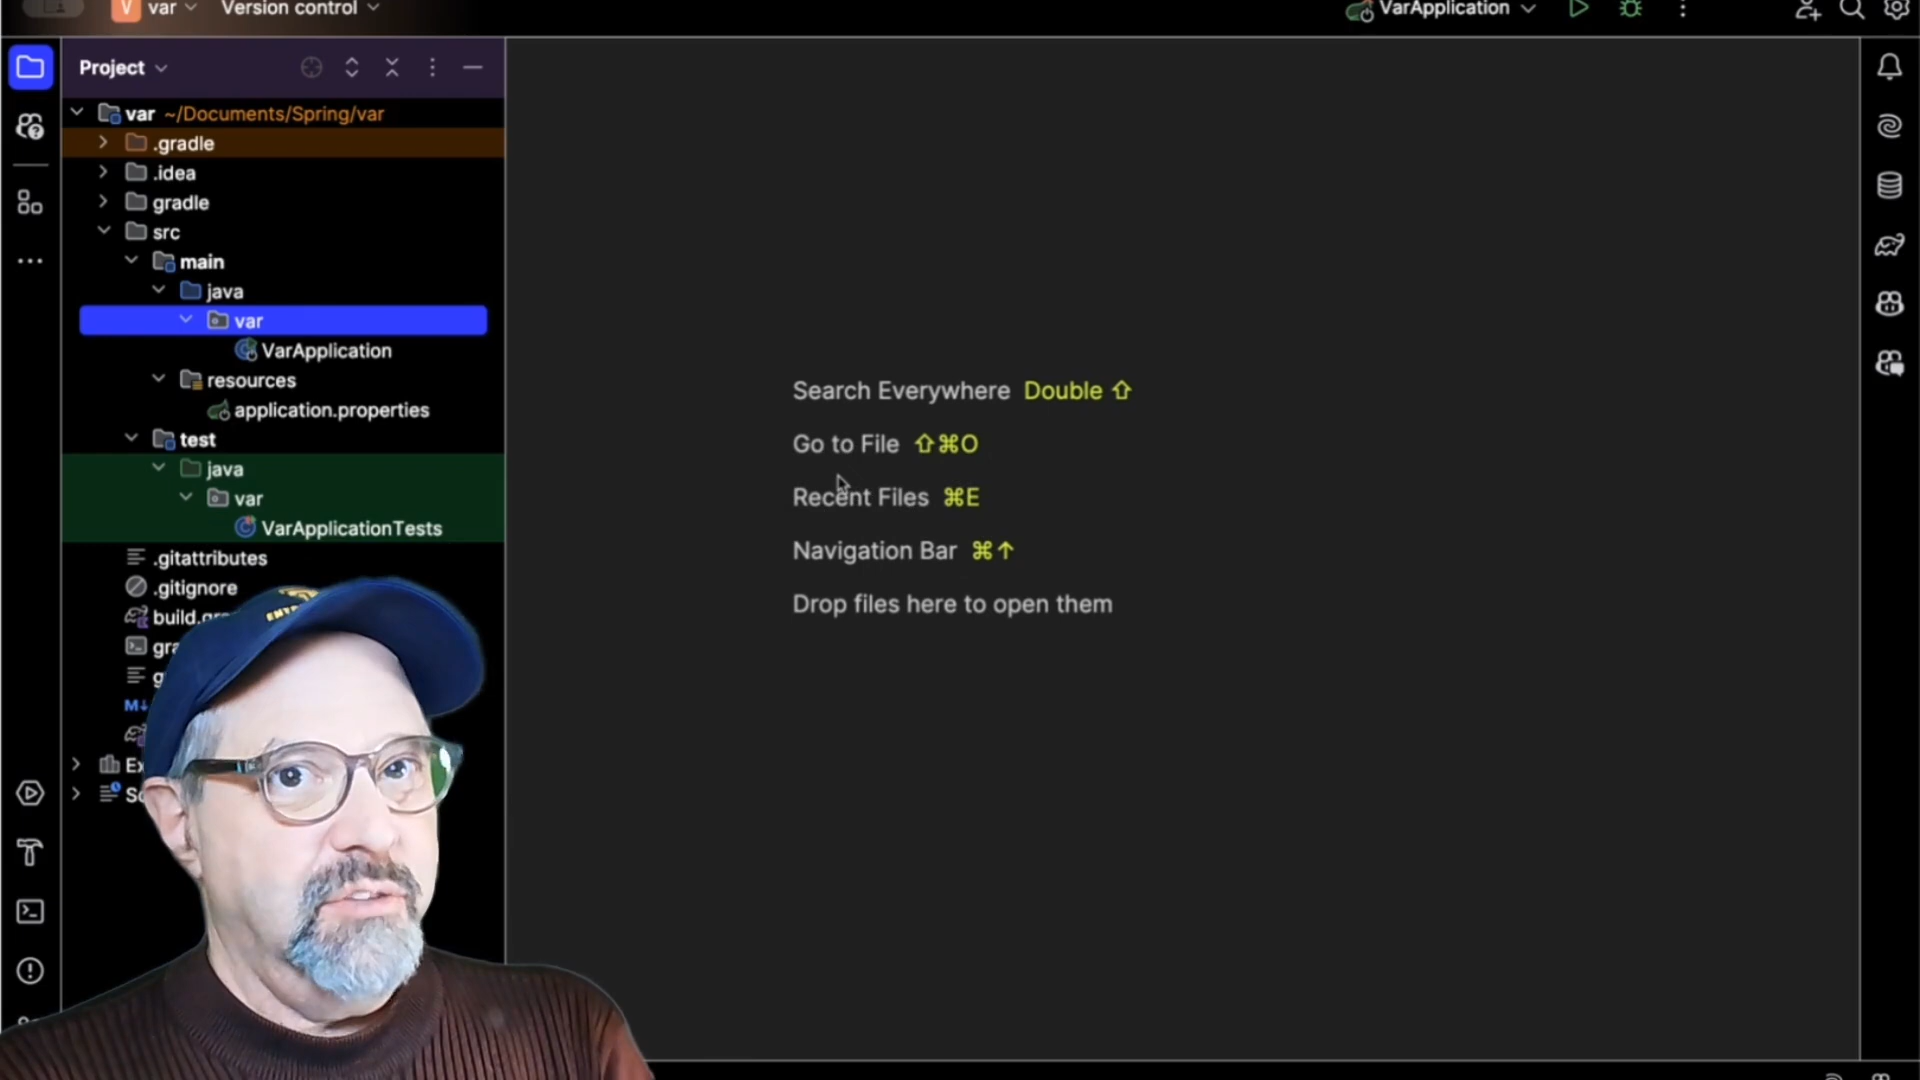 V var Version control VarApplication
Project
var ~/Documents/Spring/var
.gradle
.idea
gradle
src
main
java
var
VarApplication
resources
application.properties
test
java
var
VarApplicationTests
.gitattributes
.gitignore
Search Everywhere Double ⇧
Go to File ⇧⌘O
Recent Files ⌘E
Navigation Bar ⌘↑
Drop files here to open them